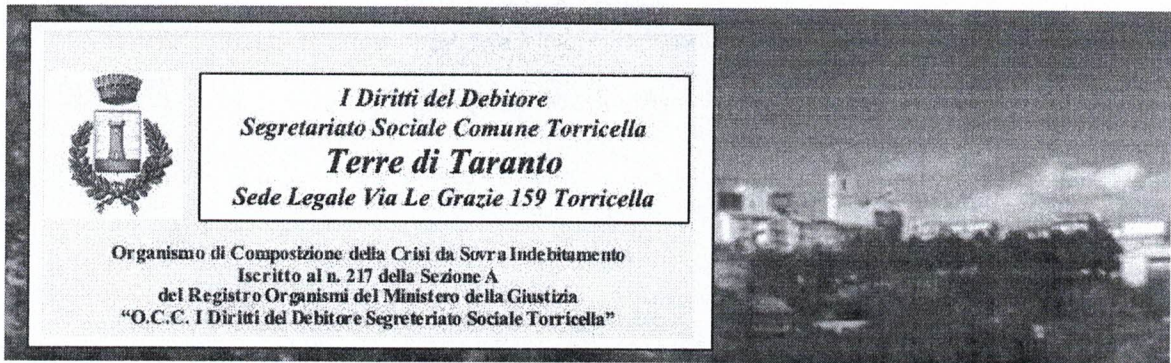 I Diritti del Debitore
Segretariato Sociale Comune Torricella
Terre di Taranto
Sede Legale Via Le Grazie 159 Torricella
Organismo di Composizione della Crisi da Sovra Indebitamento
Iscritto al n. 217 della Sezione A
del Registro Organismi del Ministero della Giustizia
“O.C.C. I Diritti del Debitore Segreteriato Sociale Torricella”